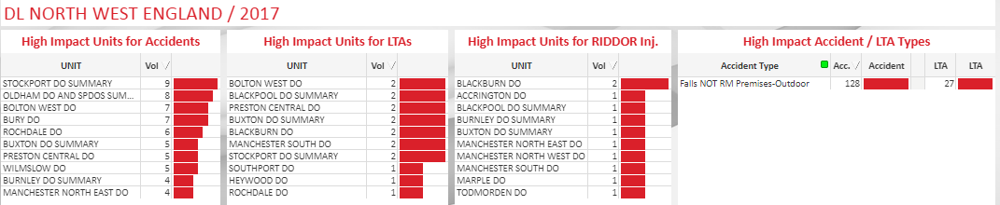 DL NORTH WEST ENGLAND / 2017
High Impact Units for Accidents
UNIT Vol
STOCKPORT DO SUMMARY 9
OLDHAM DO AND SPDOS SUM... 8
BOLTON WEST DO 7
BURY DO 7
ROCHDALE DO 6
BUXTON DO SUMMARY 5
PRESTON CENTRAL DO 5
WILMSLOW DO 5
BURNLEY DO SUMMARY 4
MANCHESTER NORTH EAST DO 4
High Impact Units for LTAs
UNIT Vol
BOLTON WEST DO 2
BLACKPOOL DO SUMMARY 2
PRESTON CENTRAL DO 2
BUXTON DO SUMMARY 2
BLACKBURN DO 2
MANCHESTER SOUTH DO 2
STOCKPORT DO SUMMARY 2
SOUTHPORT DO 1
HEYWOOD DO 1
ROCHDALE DO 1
High Impact Units for RIDDOR Inj.
UNIT Vol
BLACKBURN DO 2
ACCRINGTON DO 1
BLACKPOOL DO SUMMARY 1
BURNLEY DO SUMMARY 1
BUXTON DO SUMMARY 1
MANCHESTER NORTH EAST DO 1
MANCHESTER NORTH WEST DO 1
MANCHESTER SOUTH DO 1
MARPLE DO 1
TODMORDEN DO 1
High Impact Accident / LTA Types
Accident Type Acc. Accident LTA LTA
Falls NOT RM Premises-Outdoor 128 27